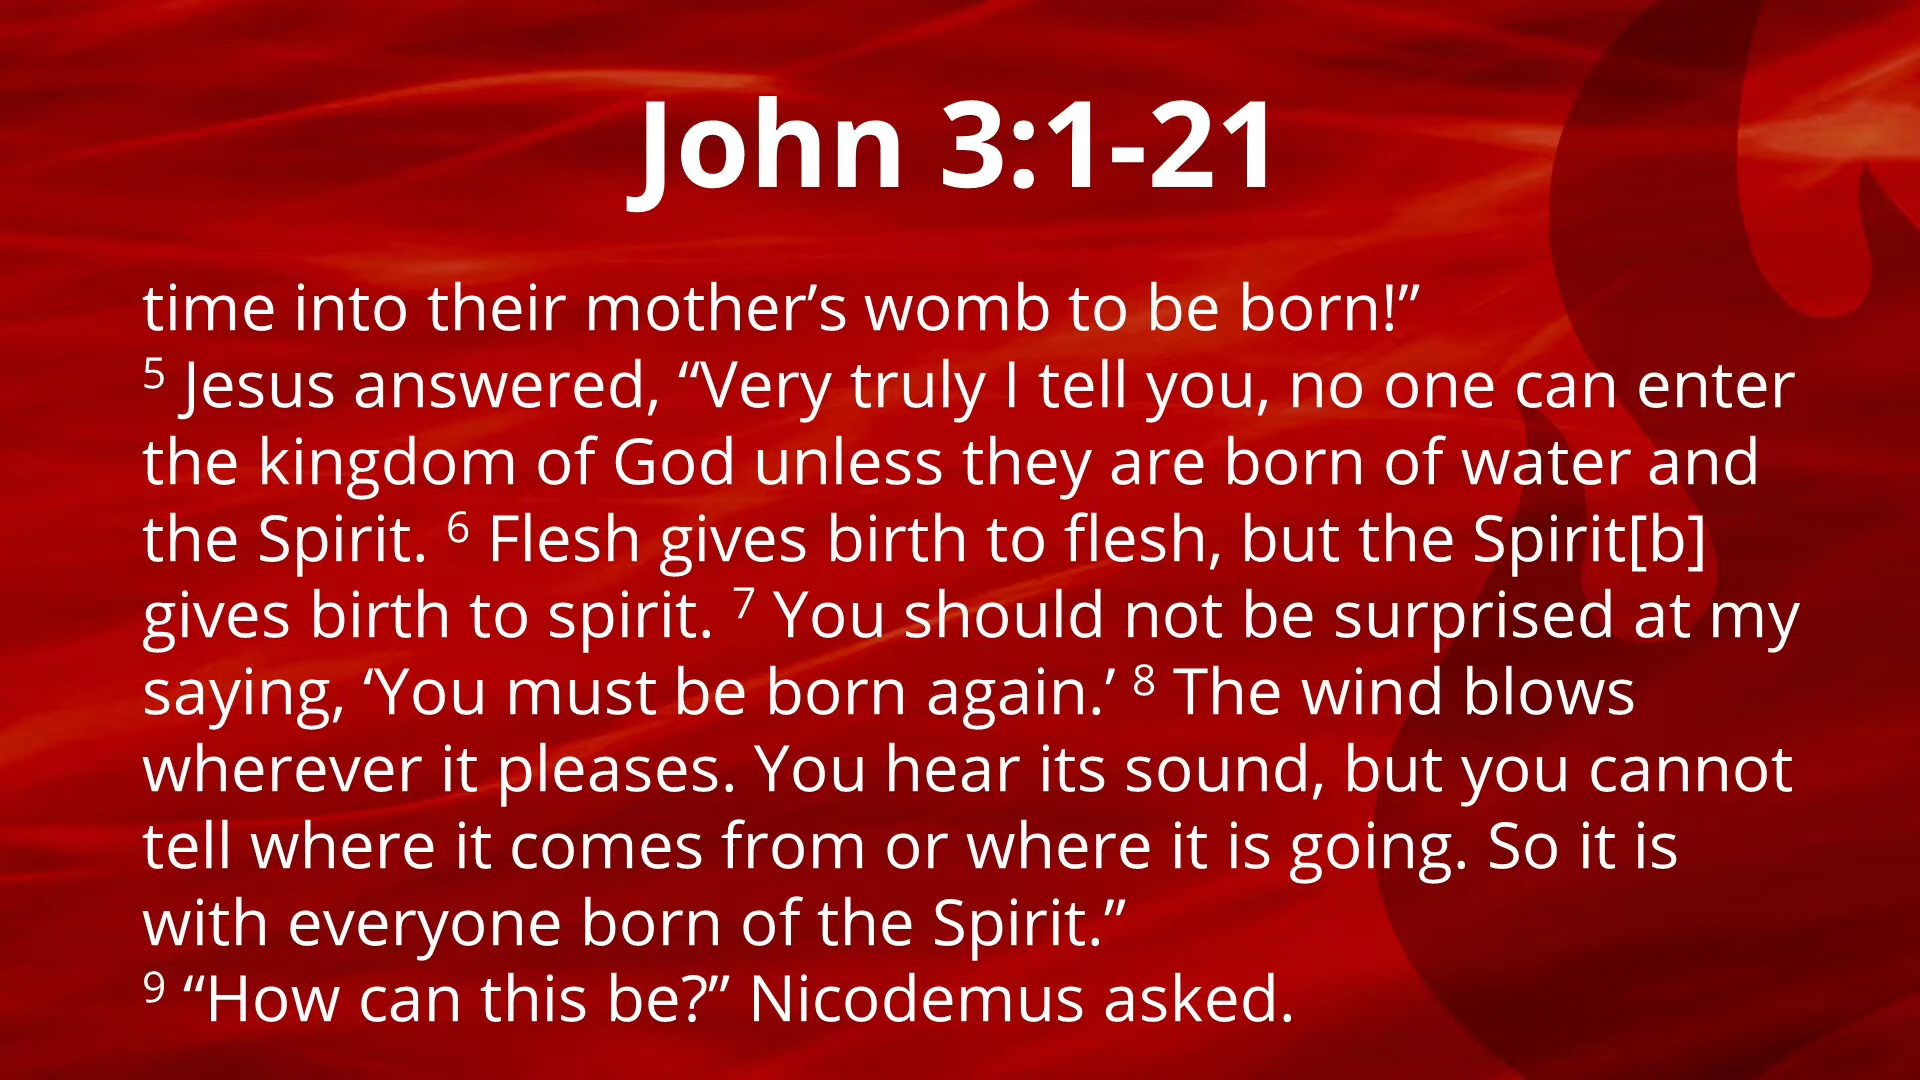 John 3:1-21
time into their mother’s womb to be born!”
5 Jesus answered, “Very truly I tell you, no one can enter
the kingdom of God unless they are born of water and
the Spirit. 6 Flesh gives birth to flesh, but the Spirit[b]
gives birth to spirit. 7 You should not be surprised at my
saying, ‘You must be born again.’ 8 The wind blows
wherever it pleases. You hear its sound, but you cannot
tell where it comes from or where it is going. So it is
with everyone born of the Spirit.”
9 “How can this be?” Nicodemus asked.